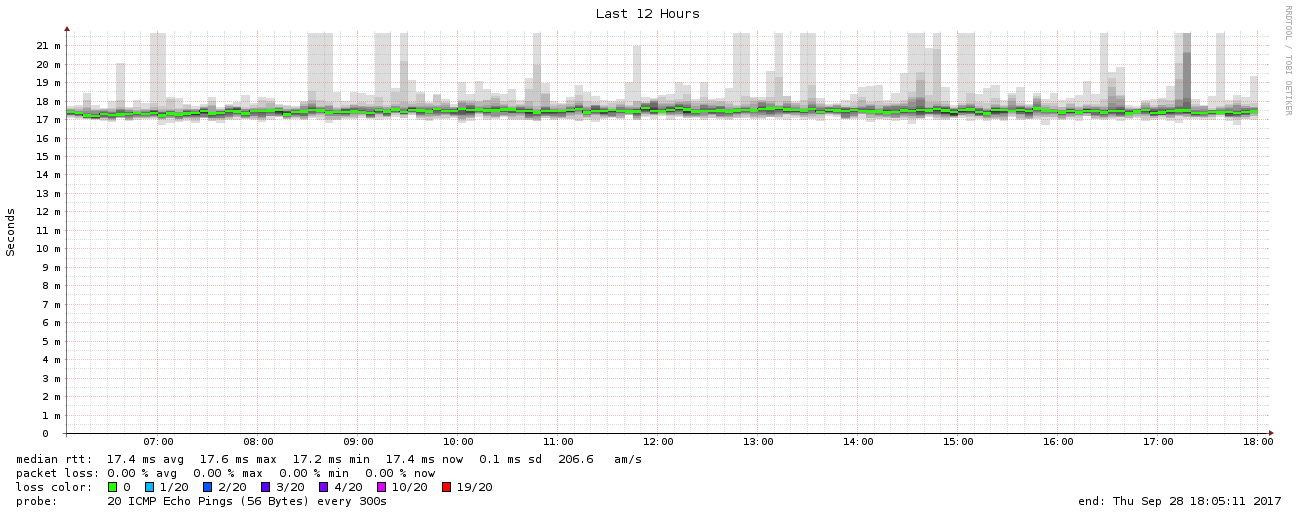 Last 12 Hours
RRDTOOL / TOBI OETIKER
Seconds
21 m
20 m
19 m
18 m
17 m
16 m
15 m
14 m
13 m
12 m
11 m
10 m
9 m
8 m
7 m
6 m
5 m
4 m
3 m
2 m
1 m
0
07:00 08:00 09:00 10:00 11:00 12:00 13:00 14:00 15:00 16:00 17:00 18:00
median rtt: 17.4 ms avg 17.6 ms max 17.2 ms min 17.4 ms now 0.1 ms sd 206.6 am/s
packet loss: 0.00 % avg 0.00 % max 0.00 % min 0.00 % now
loss color: 0 1/20 2/20 3/20 4/20 10/20 19/20
probe: 20 ICMP Echo Pings (56 Bytes) every 300s end: Thu Sep 28 18:05:11 2017